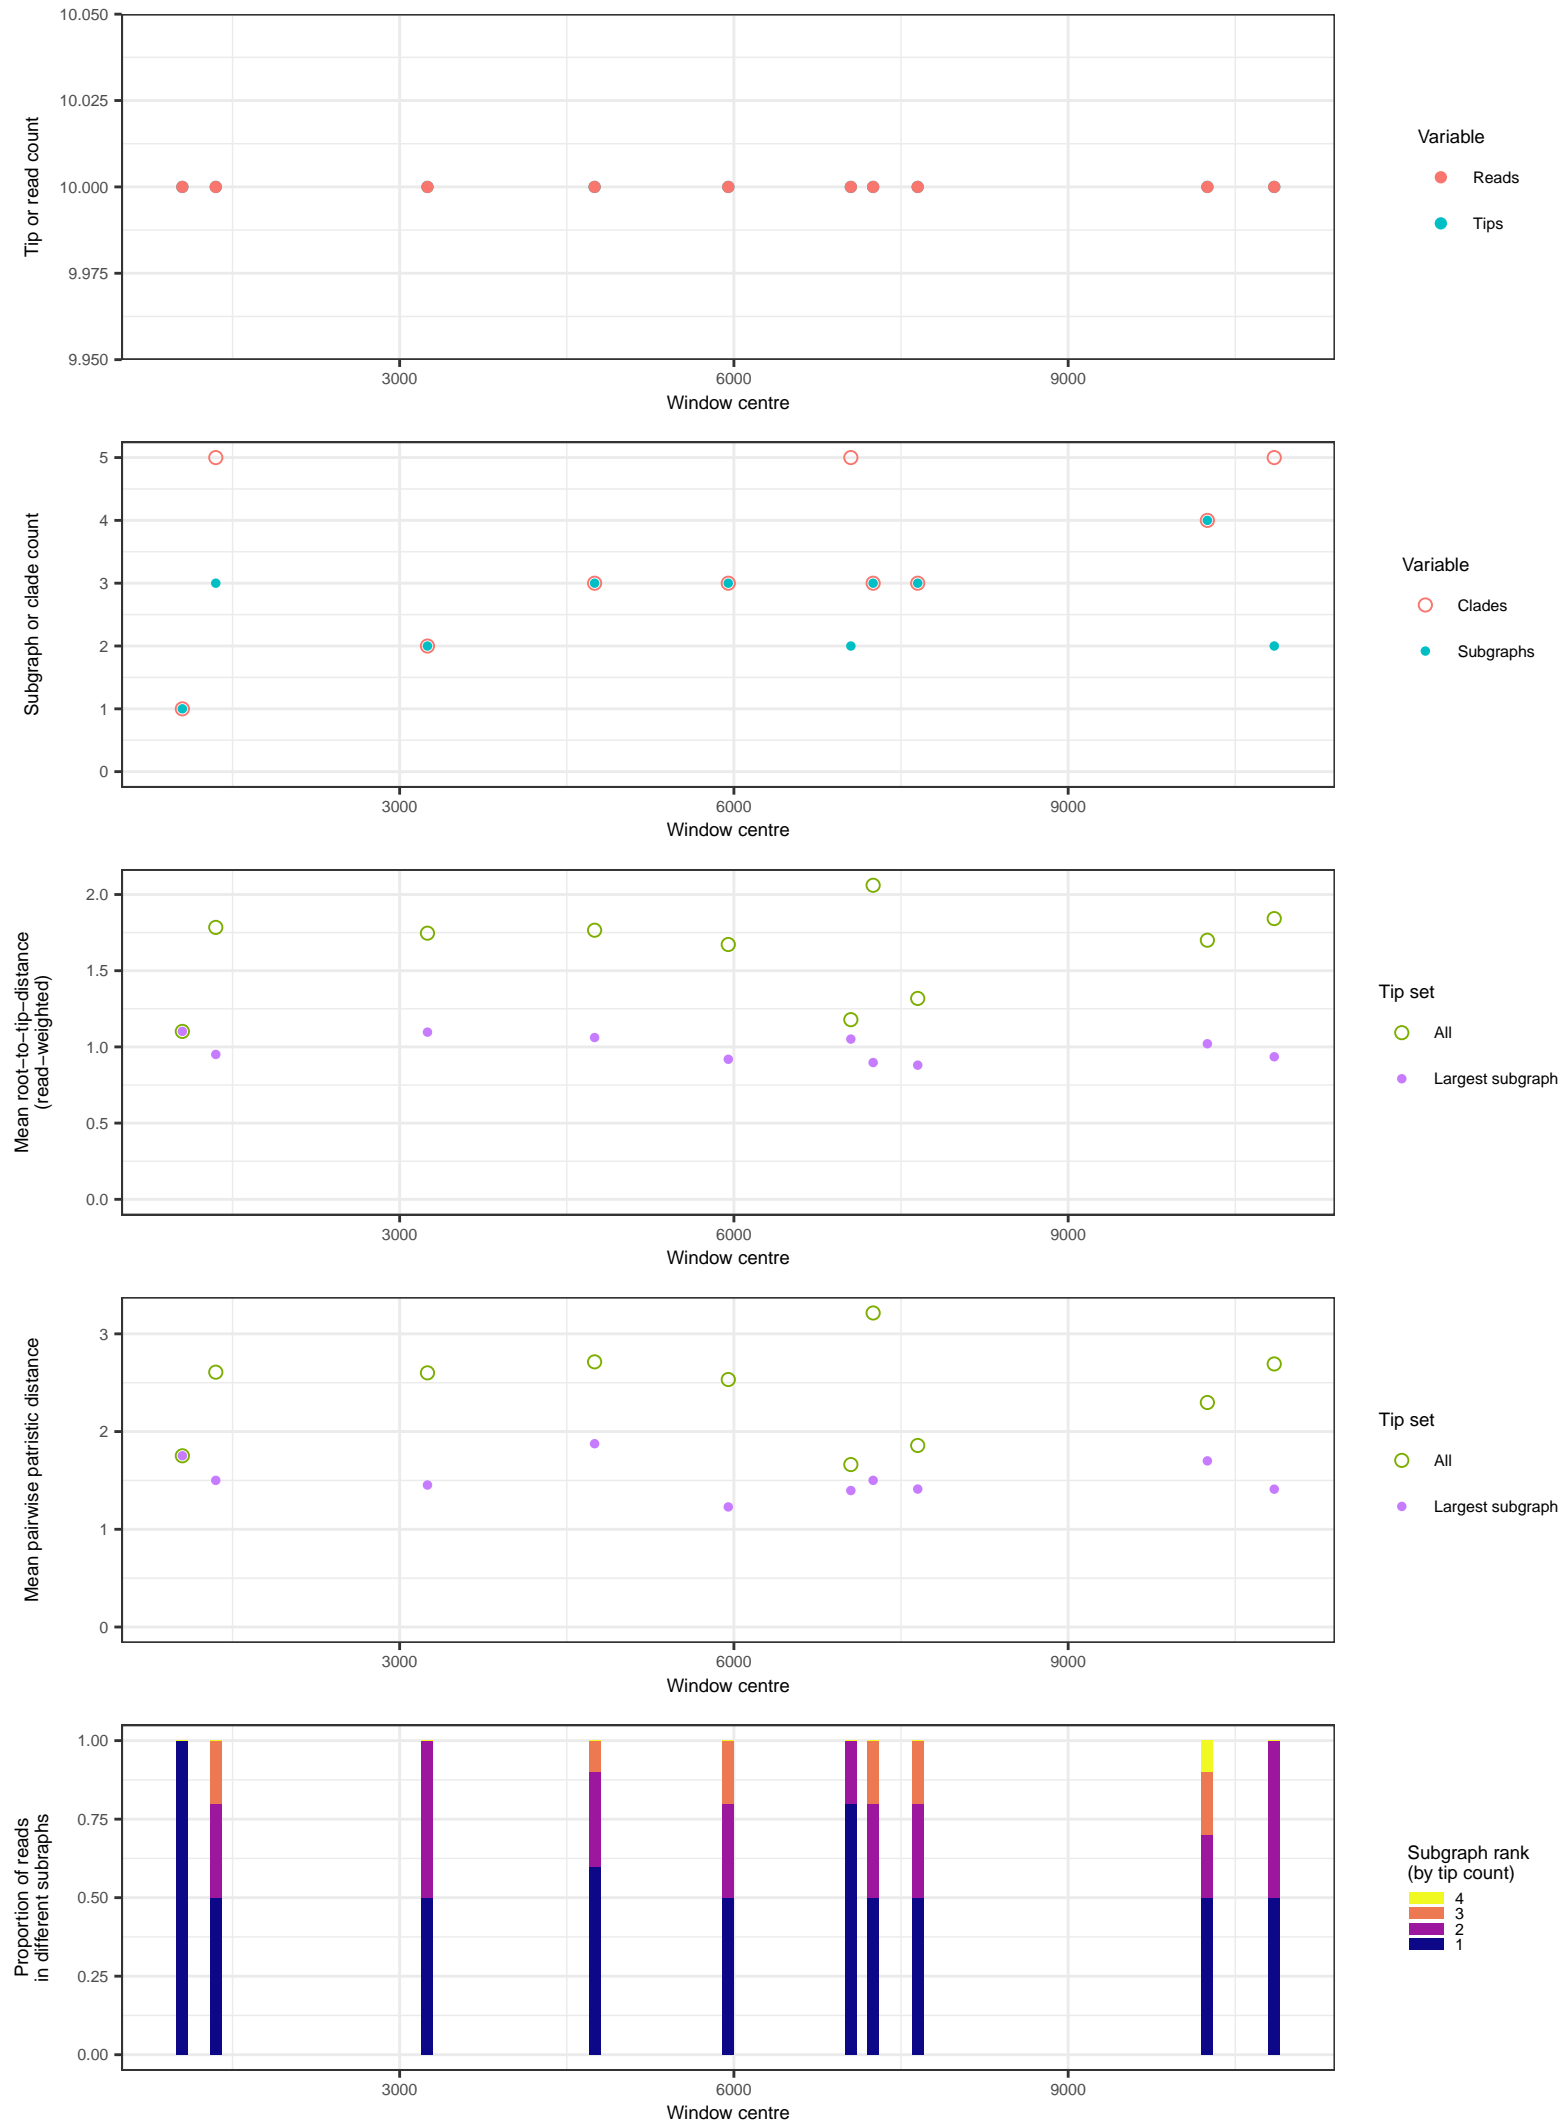 10.050
10.025
10.000
9.975
9.950
Tip or read count
3000
6000
9000
Window centre
Variable
Reads
Tips
5
4
3
2
1
0
Subgraph or clade count
3000
6000
9000
Window centre
Variable
Clades
Subgraphs
2.0
1.5
1.0
0.5
0.0
Mean root−to−tip−distance
(read−weighted)
3000
6000
9000
Window centre
Tip set
All
Largest subgraph
3
2
1
0
Mean pairwise patristic distance
3000
6000
9000
Window centre
Tip set
All
Largest subgraph
1.00
0.75
0.50
0.25
0.00
Proportion of reads
in different subraphs
3000
6000
9000
Window centre
Subgraph rank
(by tip count)
4
3
2
1